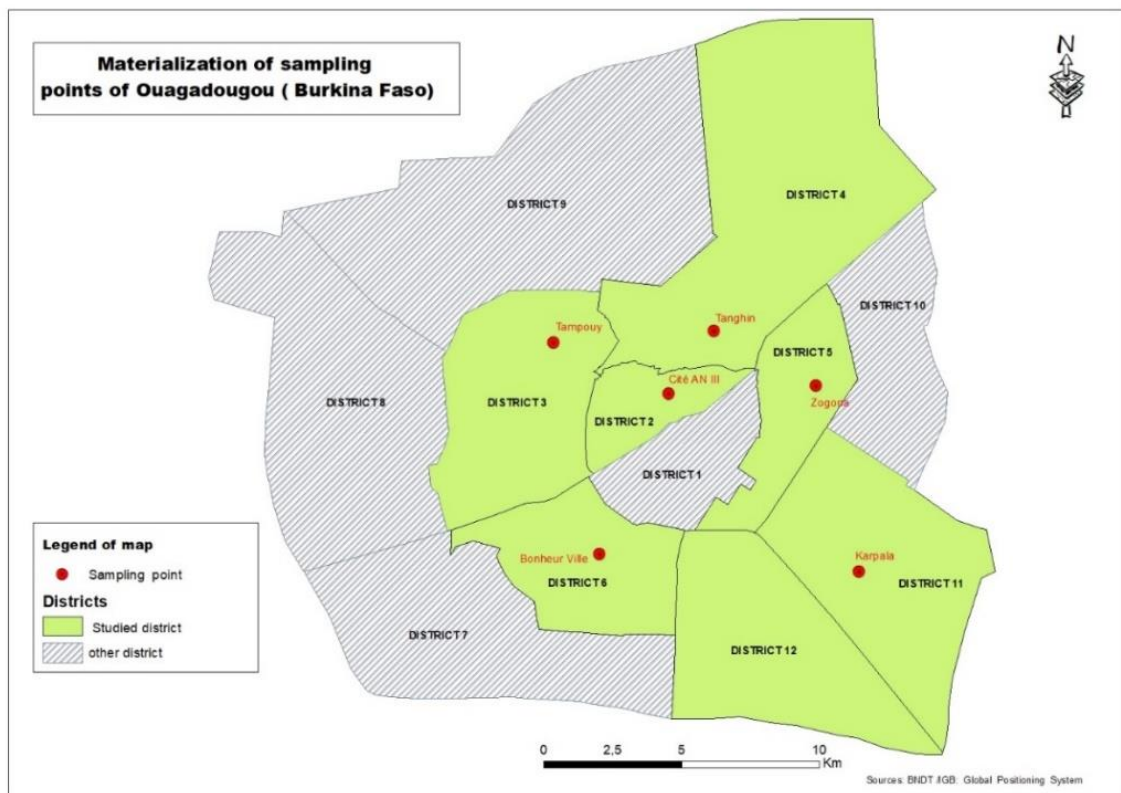 Materialization of sampling
points of Ouagadougou ( Burkina Faso)
N
DISTRICT 4
DISTRICT 9
DISTRICT 10
Tanghin
Tampouy
DISTRICT 5
Cité AN III
DISTRICT 8
DISTRICT 3
Zogona
DISTRICT 2
DISTRICT 1
Legend of map
Sampling point
Districts
Studied district
other district
Bonheur Ville
Karpala
DISTRICT 6
DISTRICT 11
DISTRICT 7
DISTRICT 12
0 2,5 5 10
Km
Sources: BNDT /IGB: Global Positioning System